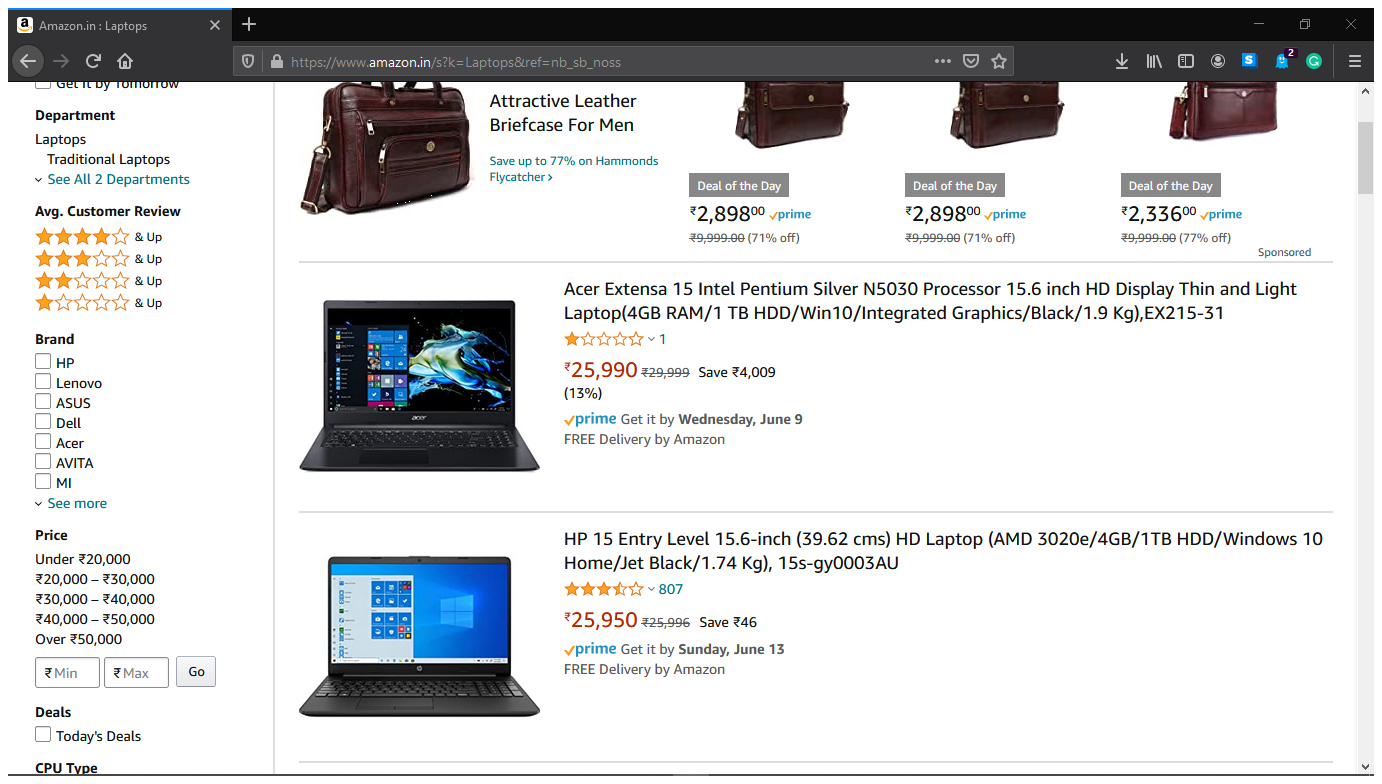 Amazon.in : Laptops
https://www.amazon.in/s?k=Laptops&ref=nb_sb_noss
2
Get It by Tomorrow
Department
Laptops
Traditional Laptops
See All 2 Departments
Avg. Customer Review
& Up
& Up
& Up
& Up
Brand
HP
Lenovo
ASUS
Dell
Acer
AVITA
MI
See more
Price
Under ₹20,000
₹20,000 – ₹30,000
₹30,000 – ₹40,000
₹40,000 – ₹50,000
Over ₹50,000
₹ Min ₹ Max Go
Deals
Today's Deals
CPU Type
Attractive Leather
Briefcase For Men
Save up to 77% on Hammonds
Flycatcher ›
Deal of the Day
₹2,89800 prime
₹9,999.00 (71% off)
Deal of the Day
₹2,89800 prime
₹9,999.00 (71% off)
Deal of the Day
₹2,33600 prime
₹9,999.00 (77% off)
Sponsored
Acer Extensa 15 Intel Pentium Silver N5030 Processor 15.6 inch HD Display Thin and Light
Laptop(4GB RAM/1 TB HDD/Win10/Integrated Graphics/Black/1.9 Kg),EX215-31
1
₹25,990 ₹29,999 Save ₹4,009
(13%)
prime Get it by Wednesday, June 9
FREE Delivery by Amazon
acer
HP 15 Entry Level 15.6-inch (39.62 cms) HD Laptop (AMD 3020e/4GB/1TB HDD/Windows 10
Home/Jet Black/1.74 Kg), 15s-gy0003AU
807
₹25,950 ₹25,996 Save ₹46
prime Get it by Sunday, June 13
FREE Delivery by Amazon